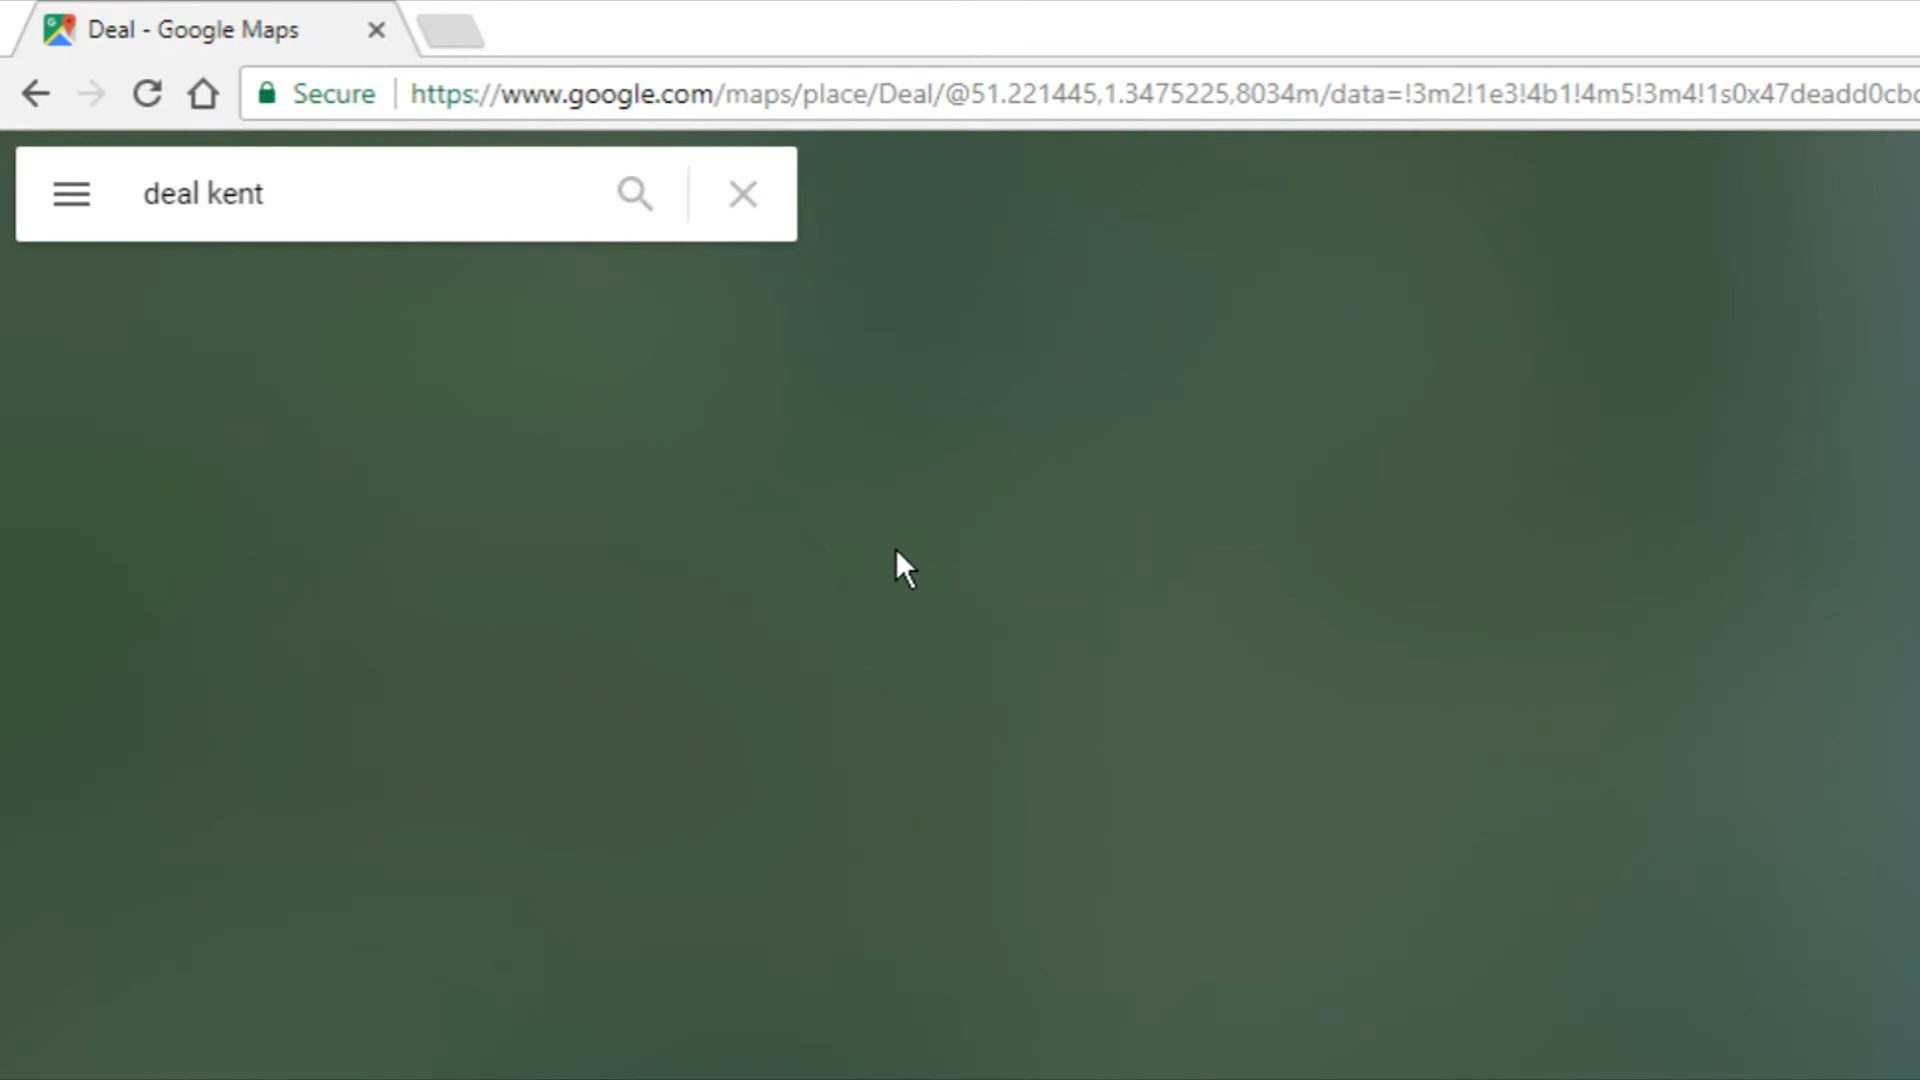 Deal - Google Maps
Secure https://www.google.com/maps/place/Deal/@51.221445,1.3475225,8034m/data=!3m2!1e3!4b1!4m5!3m4!1s0x47deadd0cb
deal kent